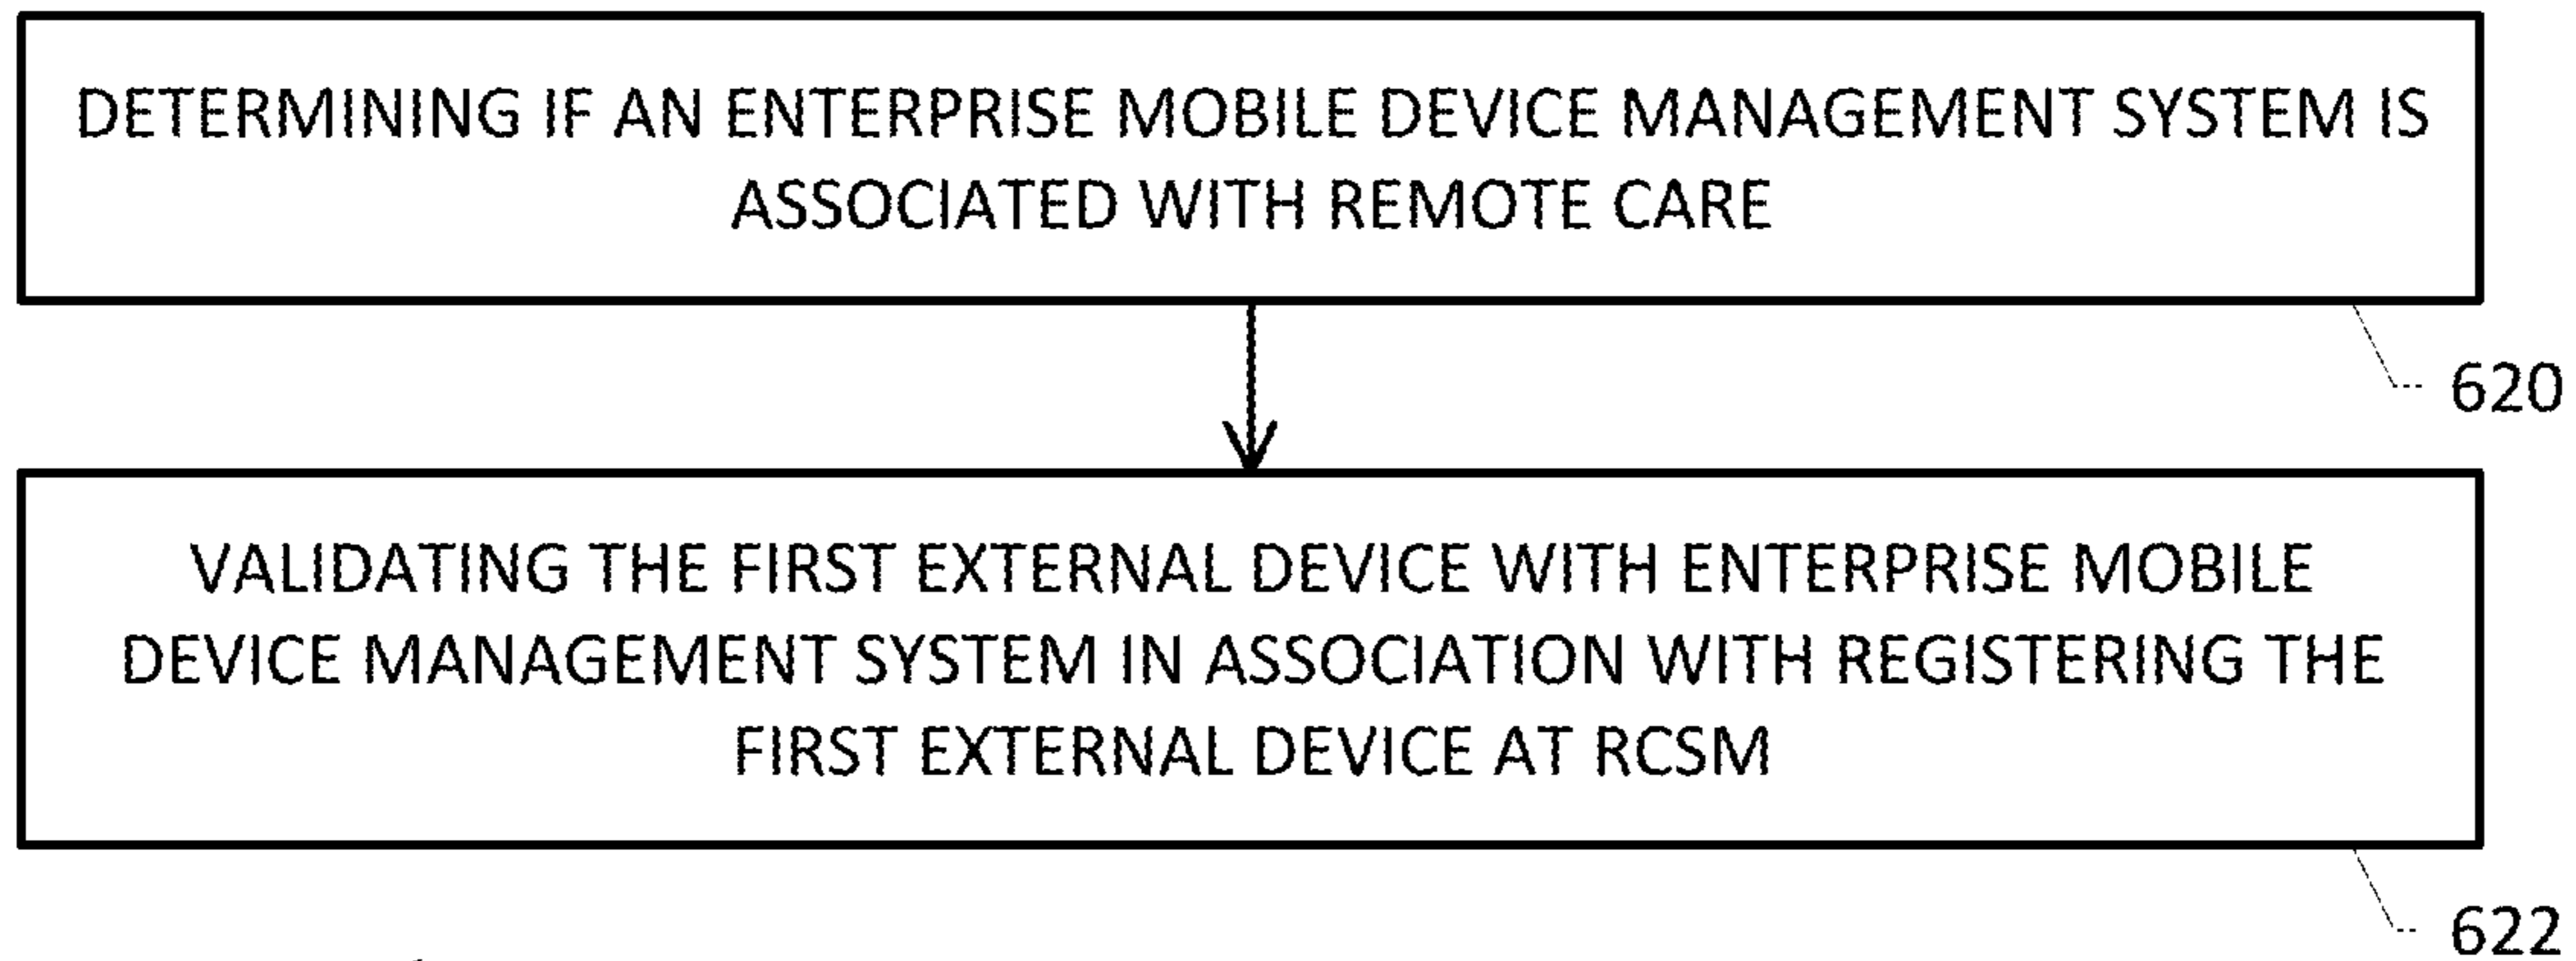 DETERMINING IF AN ENTERPRISE MOBILE DEVICE MANAGEMENT SYSTEM IS
ASSOCIATED WITH REMOTE CARE
620
VALIDATING THE FIRST EXTERNAL DEVICE WITH ENTERPRISE MOBILE
DEVICE MANAGEMENT SYSTEM IN ASSOCIATION WITH REGISTERING THE
FIRST EXTERNAL DEVICE AT RCSM
622